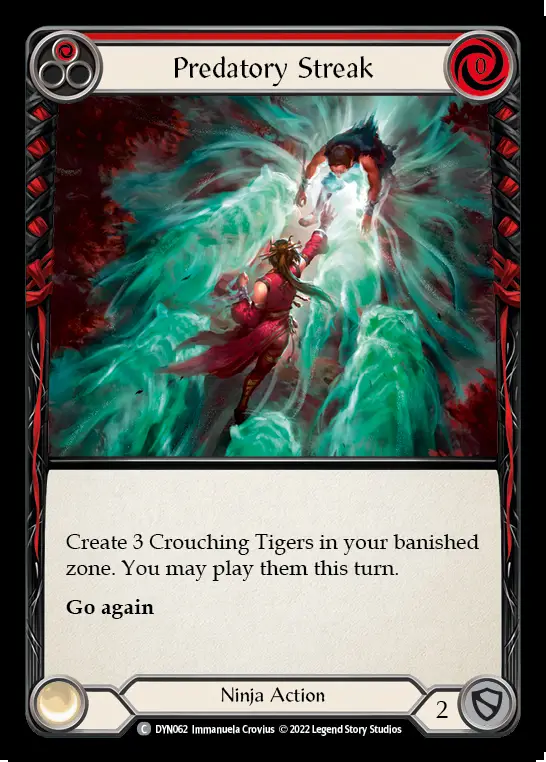 Predatory Streak
0
Create 3 Crouching Tigers in your banished
zone. You may play them this turn.
Go again
Ninja Action
2
C DYN062 Immanuela Crovius © 2022 Legend Story Studios